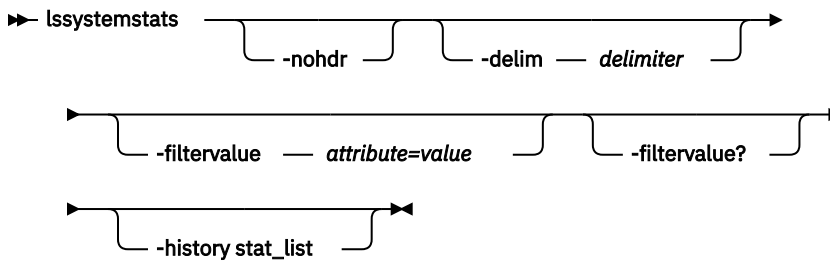 lssystemstats
-nohdr
-delim delimiter
-filtervalue attribute=value
-filtervalue?
-history stat_list